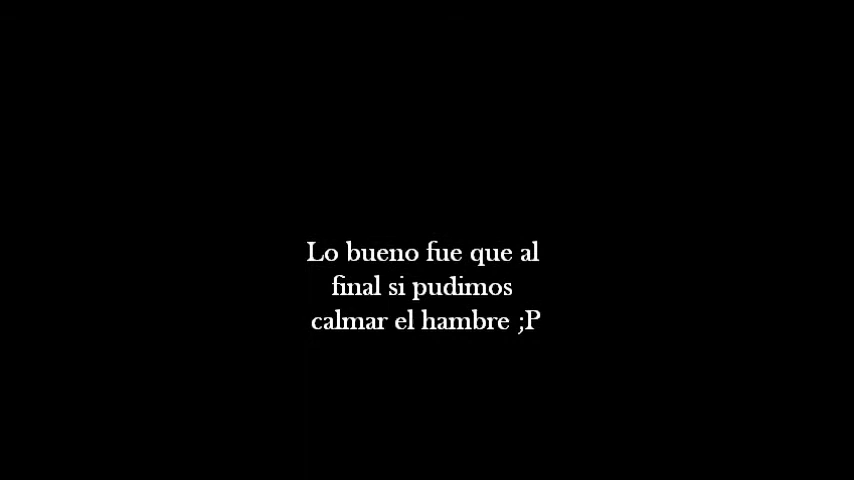 Lo bueno fue que al
final si pudimos
calmar el hambre ;P